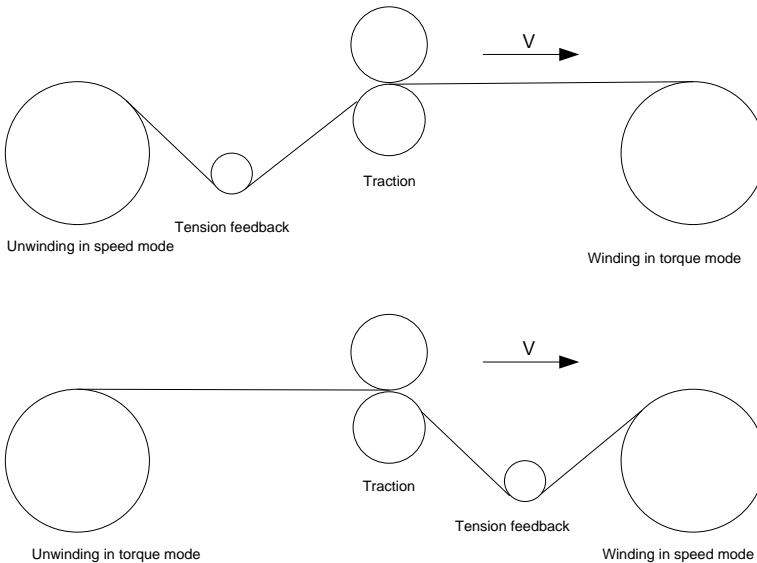 V
Traction
Tension feedback
Unwinding in speed mode
Winding in torque mode
V
Traction
Tension feedback
Unwinding in torque mode
Winding in speed mode